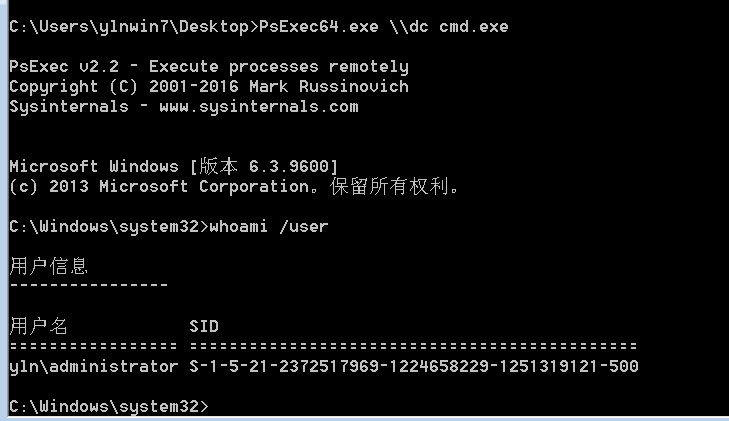 C:\Users\ylnwin7\Desktop>PsExec64.exe \\dc cmd.exe
PsExec v2.2 - Execute processes remotely
Copyright (C) 2001-2016 Mark Russinovich
Sysinternals - www.sysinternals.com
Microsoft Windows [版本 6.3.9600]
(c) 2013 Microsoft Corporation。保留所有权利。
C:\Windows\system32>whoami /user
用户信息
----------------
用户名 SID
================= =============================================
yln\administrator S-1-5-21-2372517969-1224658229-1251319121-500
C:\Windows\system32>